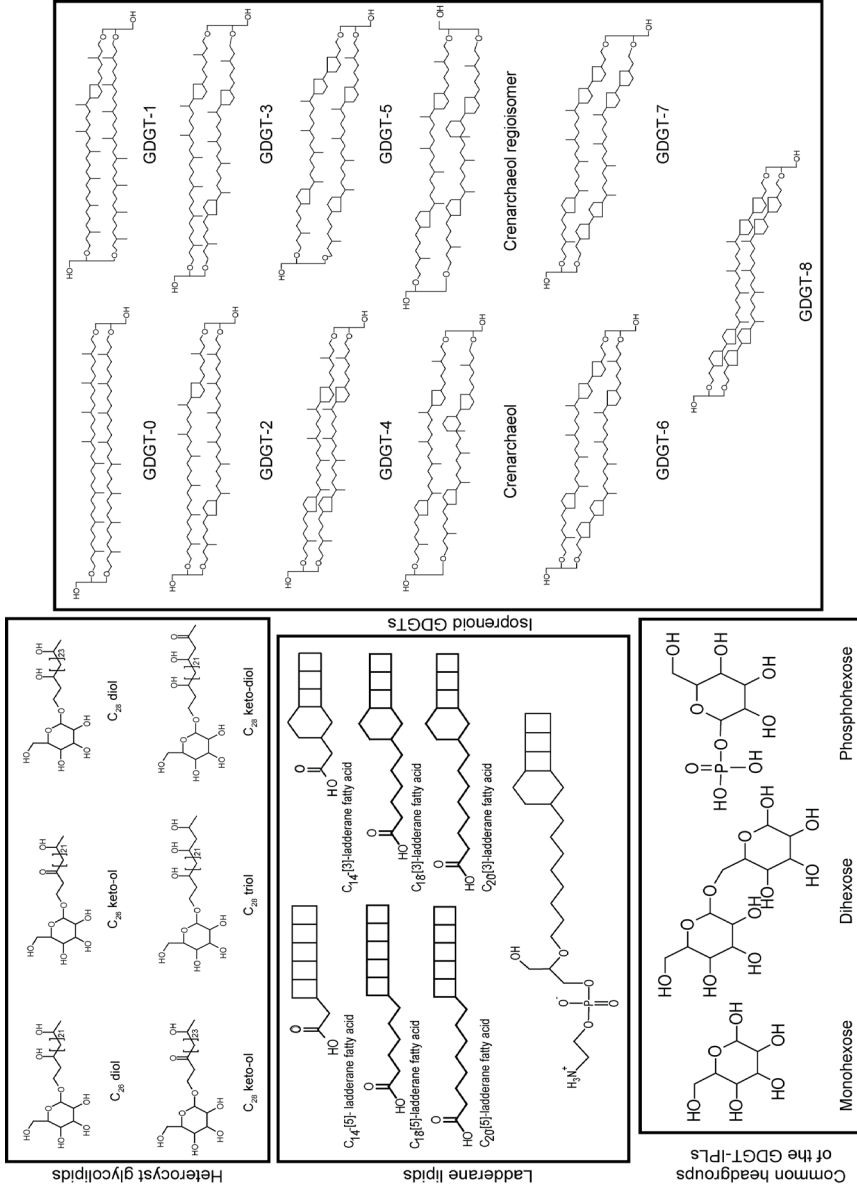 Heterocyst glycolipids
C₂₆ diol
C₂₆ keto-ol
C₂₈ diol
C₂₈ keto-ol
C₂₈ triol
C₂₈ keto-diol
Ladderane lipids
C₁₄[5]- ladderane fatty acid
C₁₄[3]-ladderane fatty acid
C₁₈[5]-ladderane fatty acid
C₁₈[3]-ladderane fatty acid
C₂₀[5]-ladderane fatty acid
C₂₀[3]-ladderane fatty acid
Common headgroups
of the GDGT-IPLs
Monohexose
Dihexose
Phosphohexose
Isoprenoid GDGTs
GDGT-0
GDGT-1
GDGT-2
GDGT-3
GDGT-4
GDGT-5
Crenarchaeol
Crenarchaeol regioisomer
GDGT-6
GDGT-7
GDGT-8